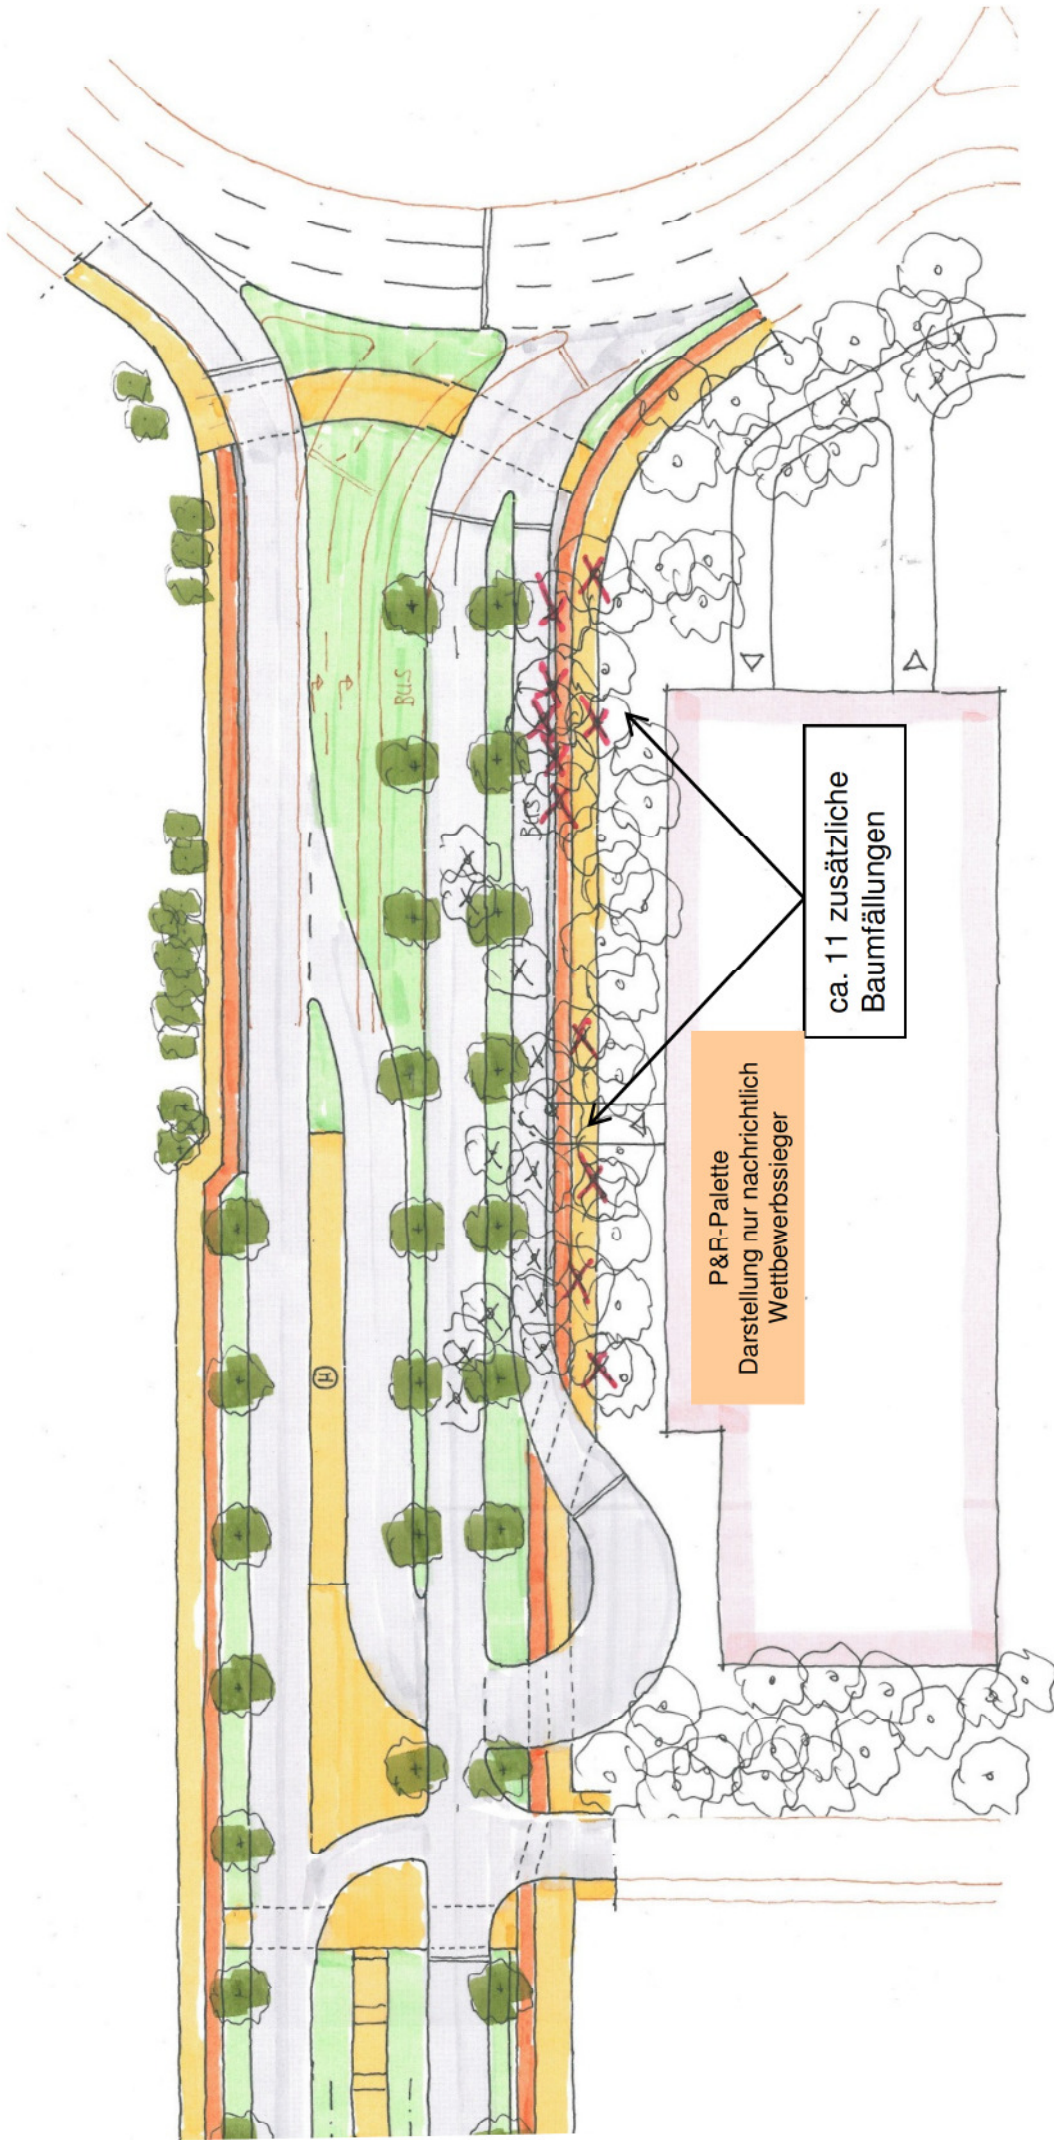 BUS
BUS
H
ca. 11 zusätzliche
Baumfällungen
P&R-Palette
Darstellung nur nachrichtlich
Wettbewerbssieger